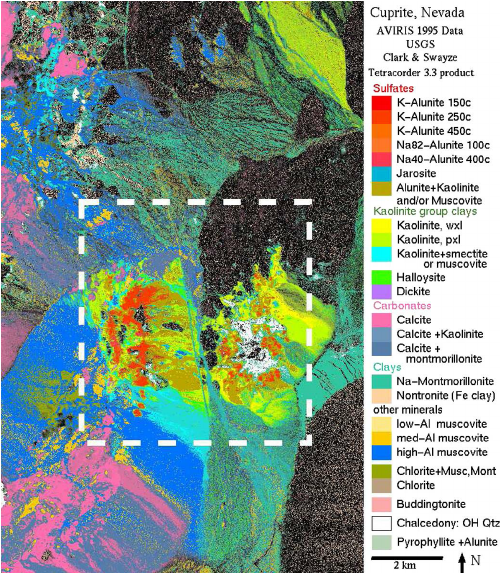 Cuprite, Nevada
AVIRIS 1995 Data
USGS
Clark & Swayze
Tetracorder 3.3 product
Sulfates
K-Alunite 150c
K-Alunite 250c
K-Alunite 450c
Na82-Alunite 100c
Na40-Alunite 400c
Jarosite
Alunite+Kaolinite
and/or Muscovite
Kaolinite group clays
Kaolinite, wxl
Kaolinite, pxl
Kaolinite+smectite
or muscovite
Halloysite
Dickite
Carbonates
Calcite
Calcite +Kaolinite
Calcite +
montmorillonite
Clays
Na-Montmorillonite
Nontronite (Fe clay)
other minerals
low-Al muscovite
med-Al muscovite
high-Al muscovite
Chlorite+Musc,Mont
Chlorite
Buddingtonite
Chalcedony: OH Qtz
Pyrophyllite +Alunite
2 km
N